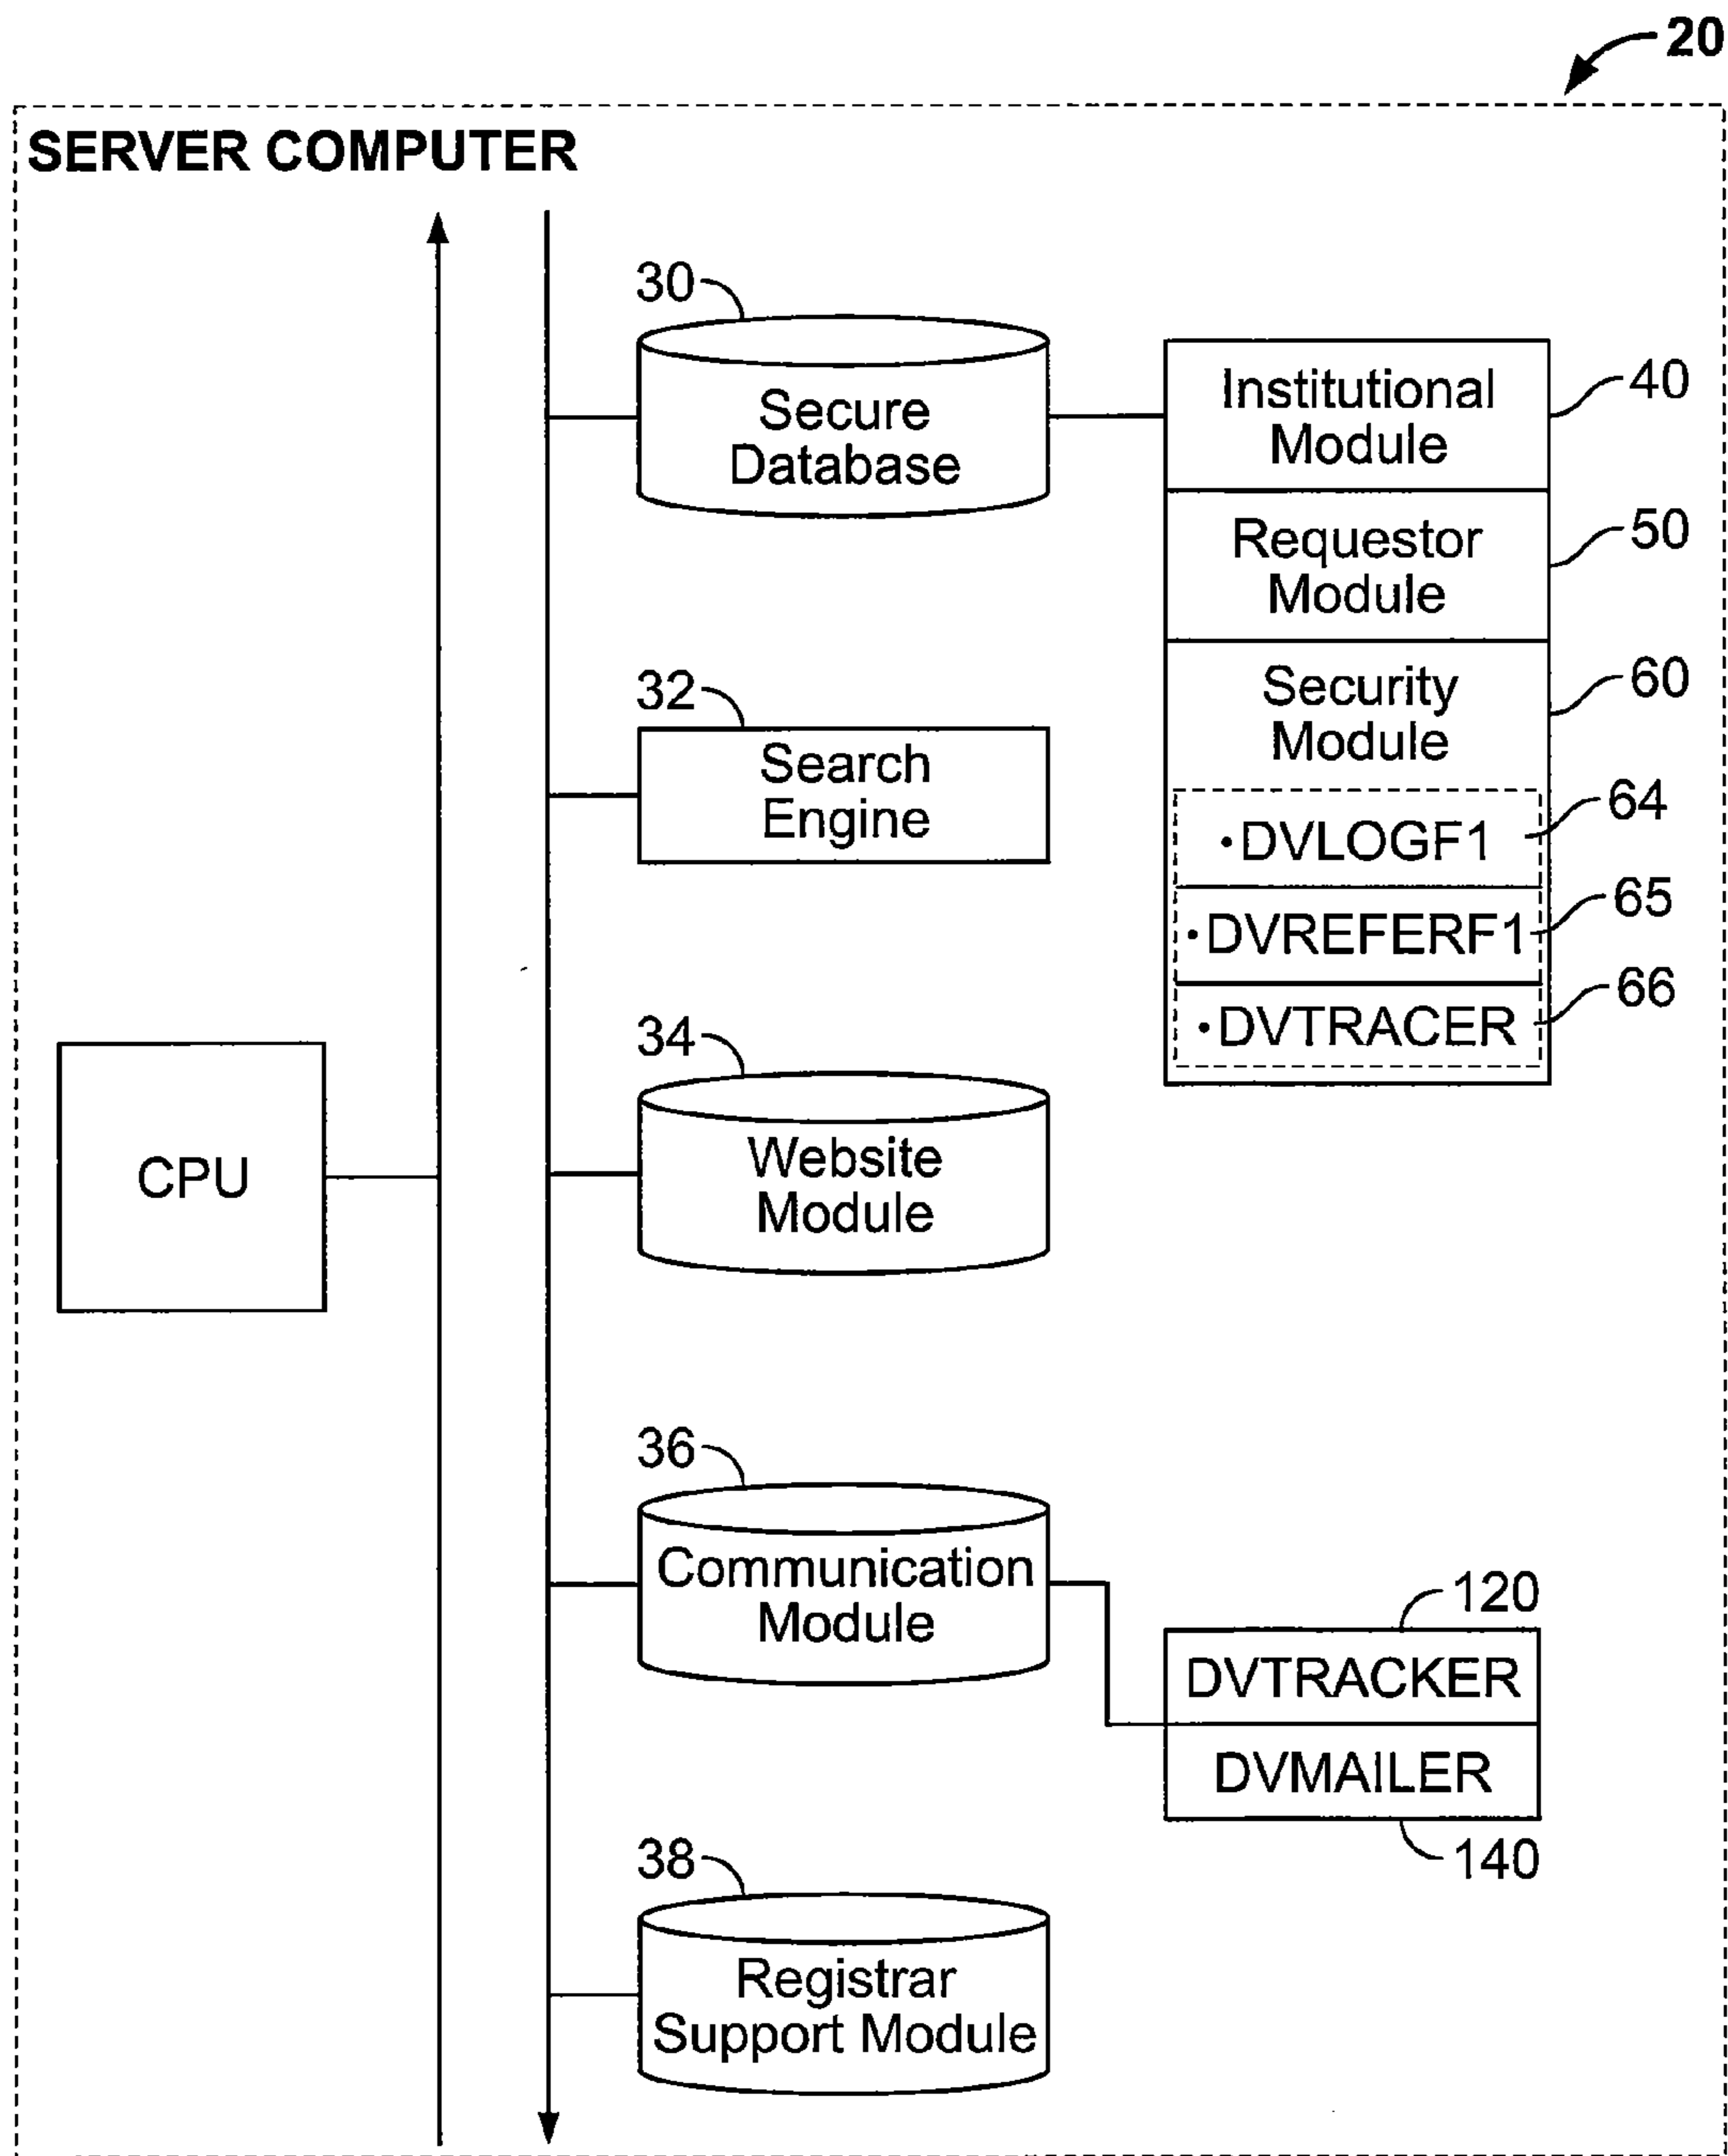 20
SERVER COMPUTER
30
Secure
Database
Institutional
Module
40
Requestor
Module
50
Security
Module
60
32
Search
Engine
•DVLOGF1
64
•DVREFERF1
65
•DVTRACER
66
34
Website
Module
CPU
36
Communication
Module
120
DVTRACKER
DVMAILER
140
38
Registrar
Support Module